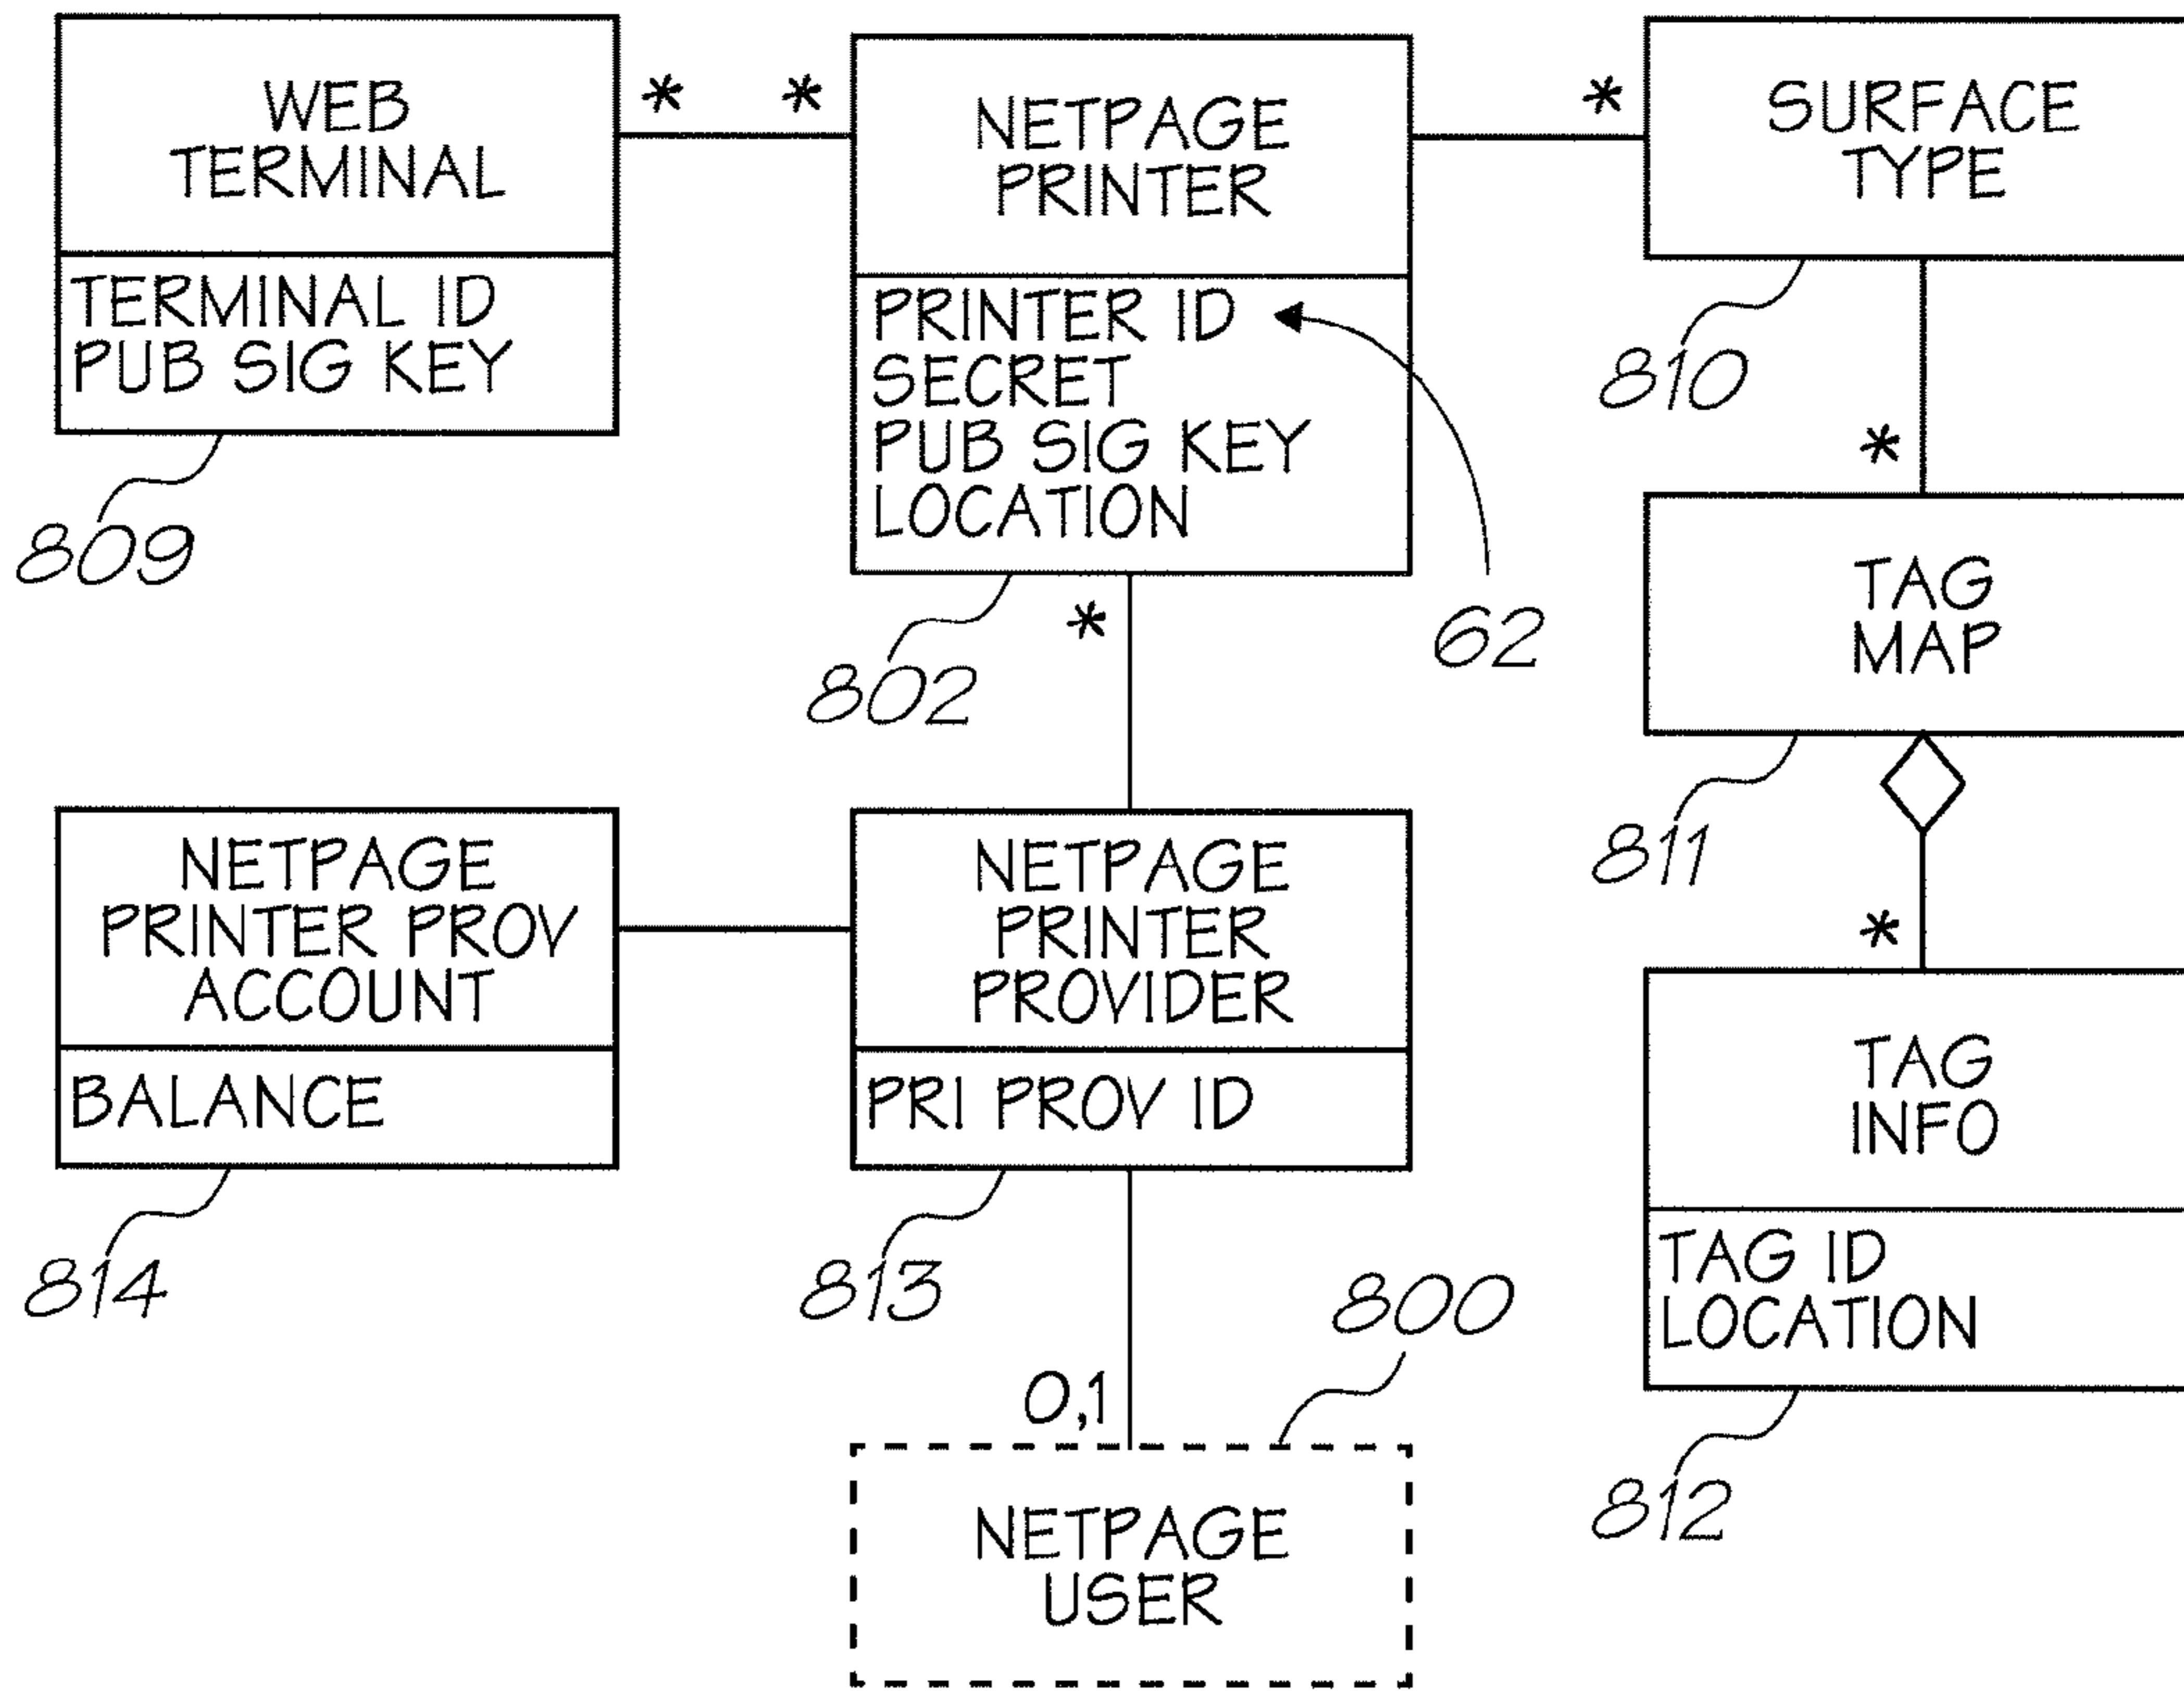 WEB
TERMINAL
TERMINAL ID
PUB SIG KEY
809
*
*
NETPAGE
PRINTER
PRINTER ID
SECRET
PUB SIG KEY
LOCATION
62
802
*
*
SURFACE
TYPE
810
*
TAG
MAP
811
*
TAG
INFO
TAG ID
LOCATION
812
NETPAGE
PRINTER PROV
ACCOUNT
BALANCE
814
NETPAGE
PRINTER
PROVIDER
PRI PROV ID
813
800
0,1
NETPAGE
USER